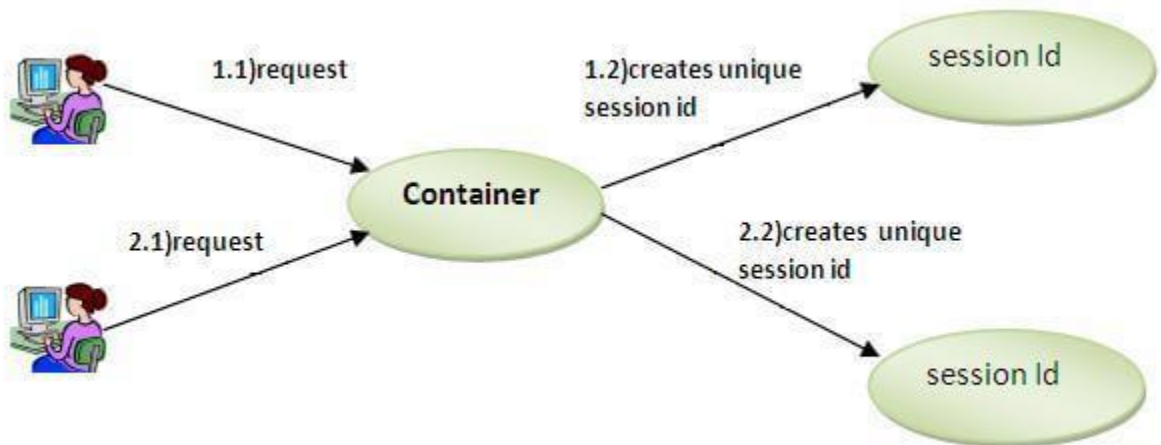 1.1)request
1.2)creates unique
session id
session Id
Container
2.1)request
2.2)creates unique
session id
session Id